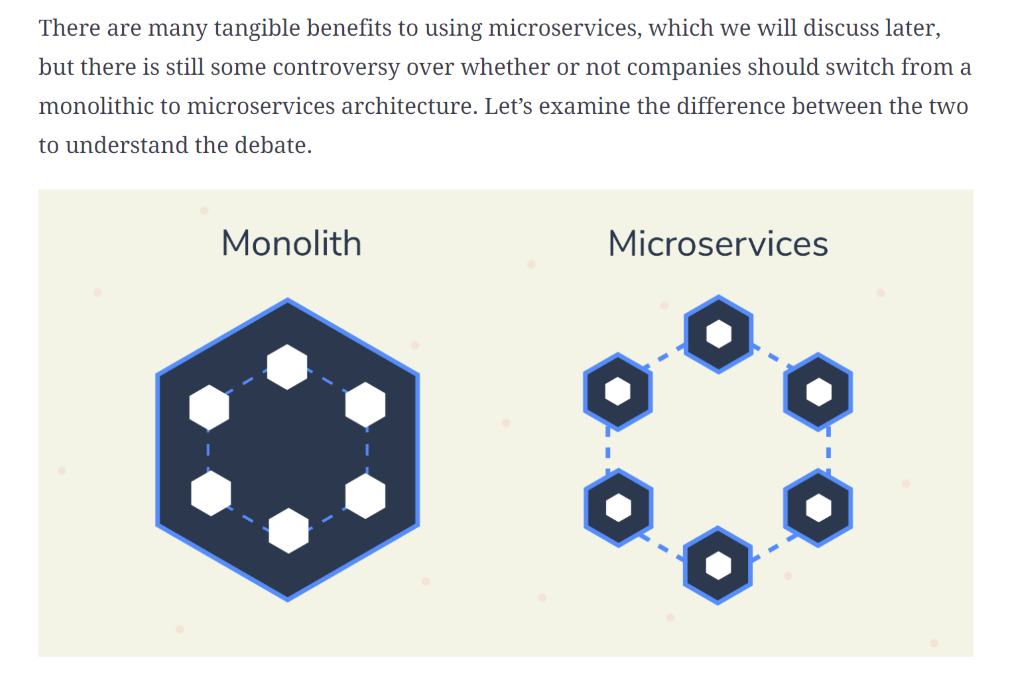 There are many tangible benefits to using microservices, which we will discuss later,
but there is still some controversy over whether or not companies should switch from a
monolithic to microservices architecture. Let’s examine the difference between the two
to understand the debate.
Monolith
Microservices